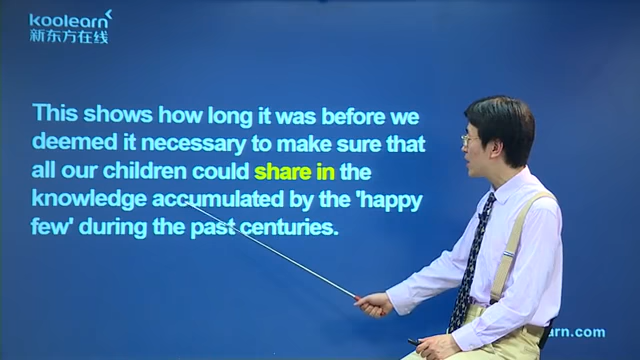 koolearn
新东方在线
This shows how long it was before we
deemed it necessary to make sure that
all our children could share in the
knowledge accumulated by the 'happy
few' during the past centuries.
arn.com